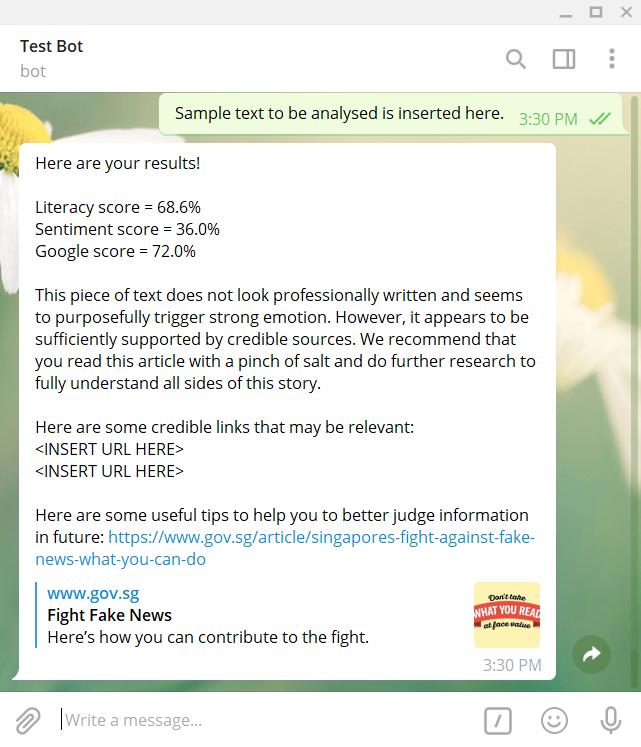 Test Bot
bot
Sample text to be analysed is inserted here. 3:30 PM
Here are your results!
Literacy score = 68.6%
Sentiment score = 36.0%
Google score = 72.0%
This piece of text does not look professionally written and seems
to purposefully trigger strong emotion. However, it appears to be
sufficiently supported by credible sources. We recommend that
you read this article with a pinch of salt and do further research to
fully understand all sides of this story.
Here are some credible links that may be relevant:
<INSERT URL HERE>
<INSERT URL HERE>
Here are some useful tips to help you to better judge information
in future: https://www.gov.sg/article/singapores-fight-against-fake-
news-what-you-can-do
www.gov.sg
Fight Fake News
Here's how you can contribute to the fight.
Don't take
WHAT YOU READ
at face value
3:30 PM
Write a message...